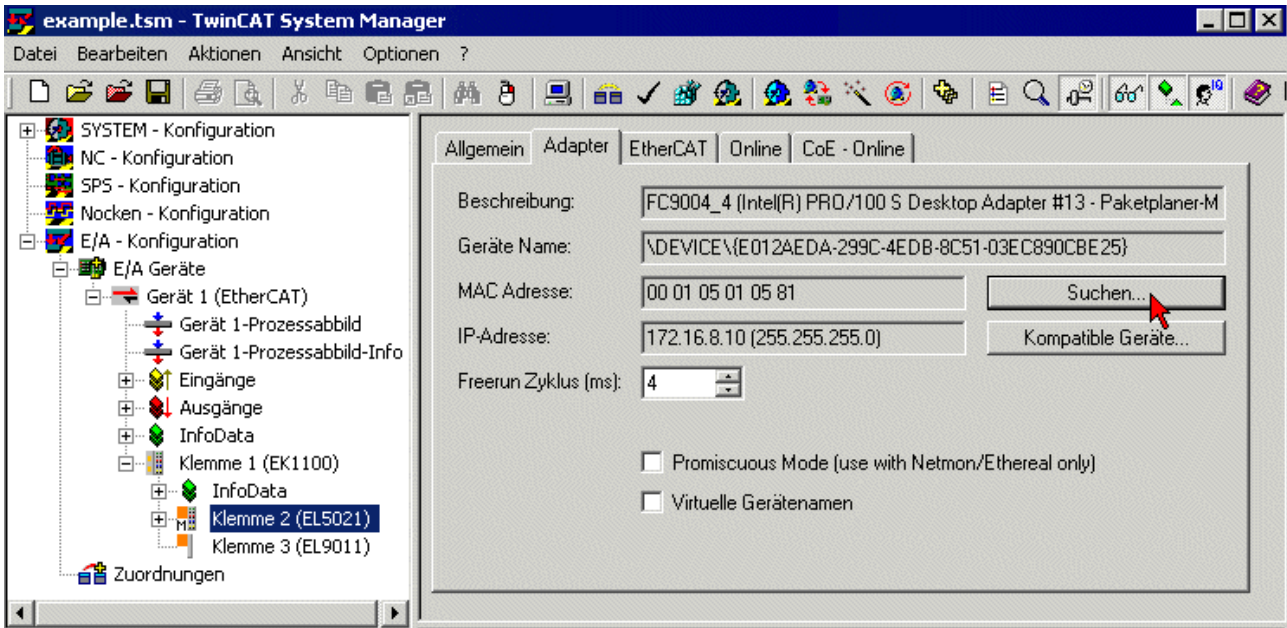 example.tsm - TwinCAT System Manager
Datei Bearbeiten Aktionen Ansicht Optionen ?
SYSTEM - Konfiguration
NC - Konfiguration
SPS - Konfiguration
Nocken - Konfiguration
E/A - Konfiguration
E/A Geräte
Gerät 1 (EtherCAT)
Gerät 1-Prozessabbild
Gerät 1-Prozessabbild-Info
Eingänge
Ausgänge
InfoData
Klemme 1 (EK1100)
InfoData
Klemme 2 (EL5021)
Klemme 3 (EL9011)
Zuordnungen
Allgemein Adapter EtherCAT Online CoE - Online
Beschreibung: FC9004_4 (Intel(R) PRO/100 S Desktop Adapter #13 - Paketplaner-M
Geräte Name: \DEVICE\{E012AEDA-299C-4EDB-8C51-03EC890CBE25}
MAC Adresse: 00 01 05 01 05 81 Suchen...
IP-Adresse: 172.16.8.10 (255.255.255.0) Kompatible Geräte...
Freerun Zyklus (ms): 4
Promiscuous Mode (use with Netmon/Ethereal only)
Virtuelle Gerätenamen